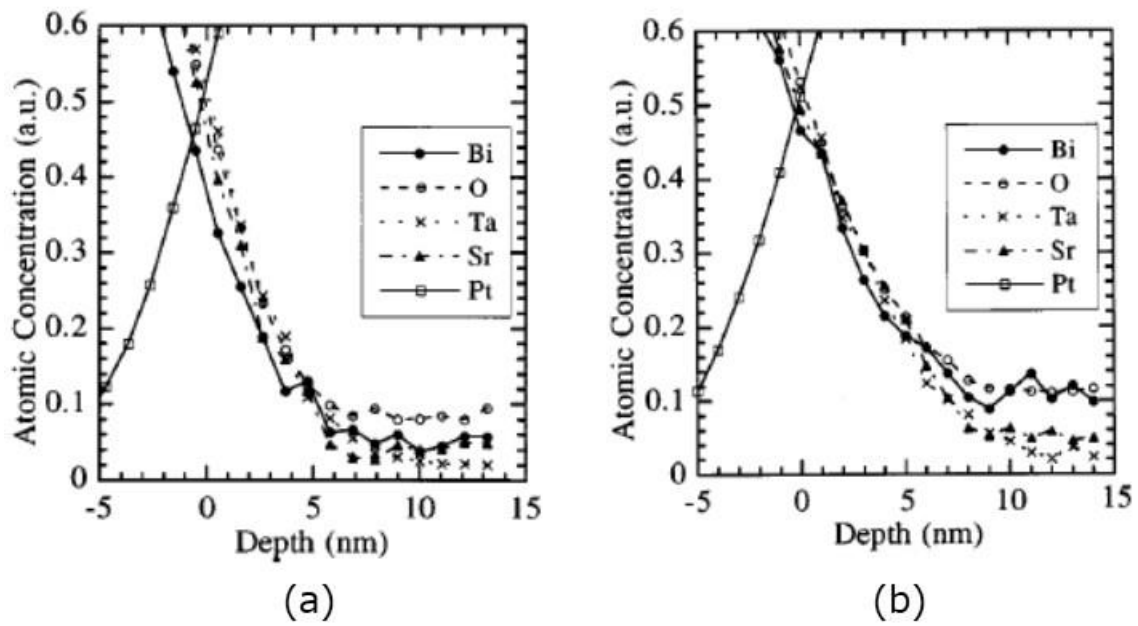 0.6
0.5
0.4
0.3
0.2
0.1
0
Atomic Concentration (a.u.)
Bi
O
Ta
Sr
Pt
-5
0
5
10
15
Depth (nm)
(a)
0.6
0.5
0.4
0.3
0.2
0.1
0
Atomic Concentration (a.u.)
Bi
O
Ta
Sr
Pt
-5
0
5
10
15
Depth (nm)
(b)